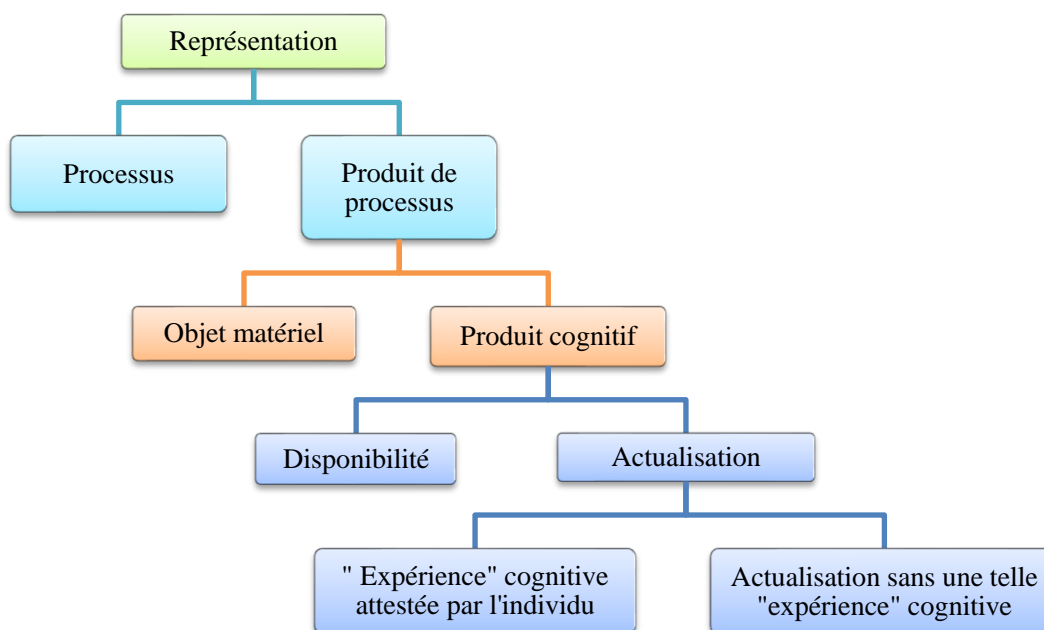 Représentation
Processus
Produit de
processus
Objet matériel
Produit cognitif
Disponibilité
Actualisation
" Expérience" cognitive
attestée par l'individu
Actualisation sans une telle
"expérience" cognitive